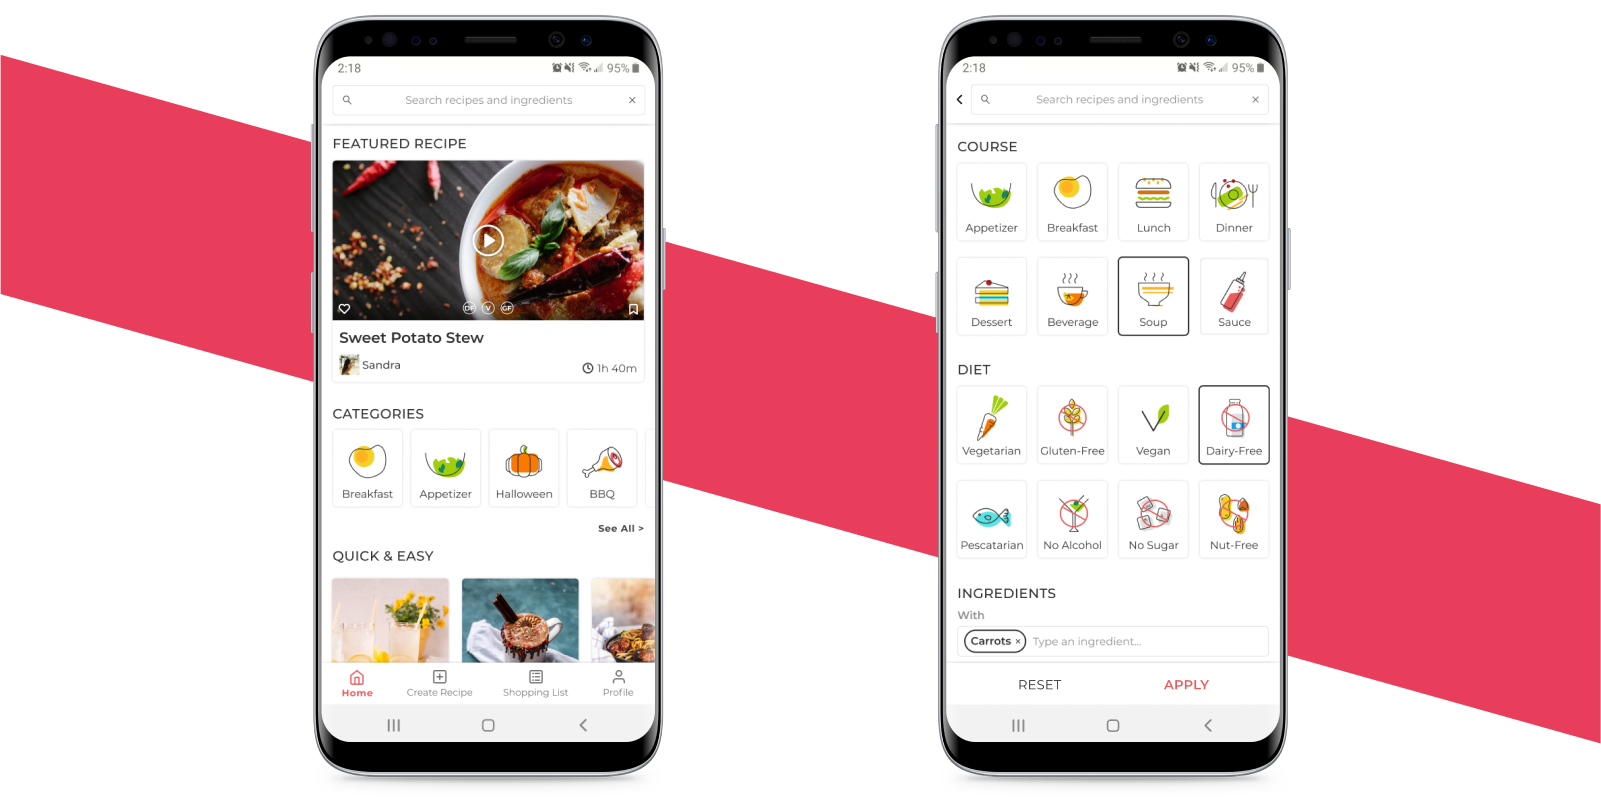 2:18
95%
Search recipes and ingredients
FEATURED RECIPE
DF V GF
Sweet Potato Stew
Sandra
1h 40m
CATEGORIES
Breakfast
Appetizer
Halloween
BBQ
See All >
QUICK & EASY
Home
Create Recipe
Shopping List
Profile
2:18
95%
Search recipes and ingredients
COURSE
Appetizer
Breakfast
Lunch
Dinner
Dessert
Beverage
Soup
Sauce
DIET
Vegetarian
Gluten-Free
Vegan
Dairy-Free
Pescatarian
No Alcohol
No Sugar
Nut-Free
INGREDIENTS
With
Carrots ×
Type an ingredient...
RESET
APPLY